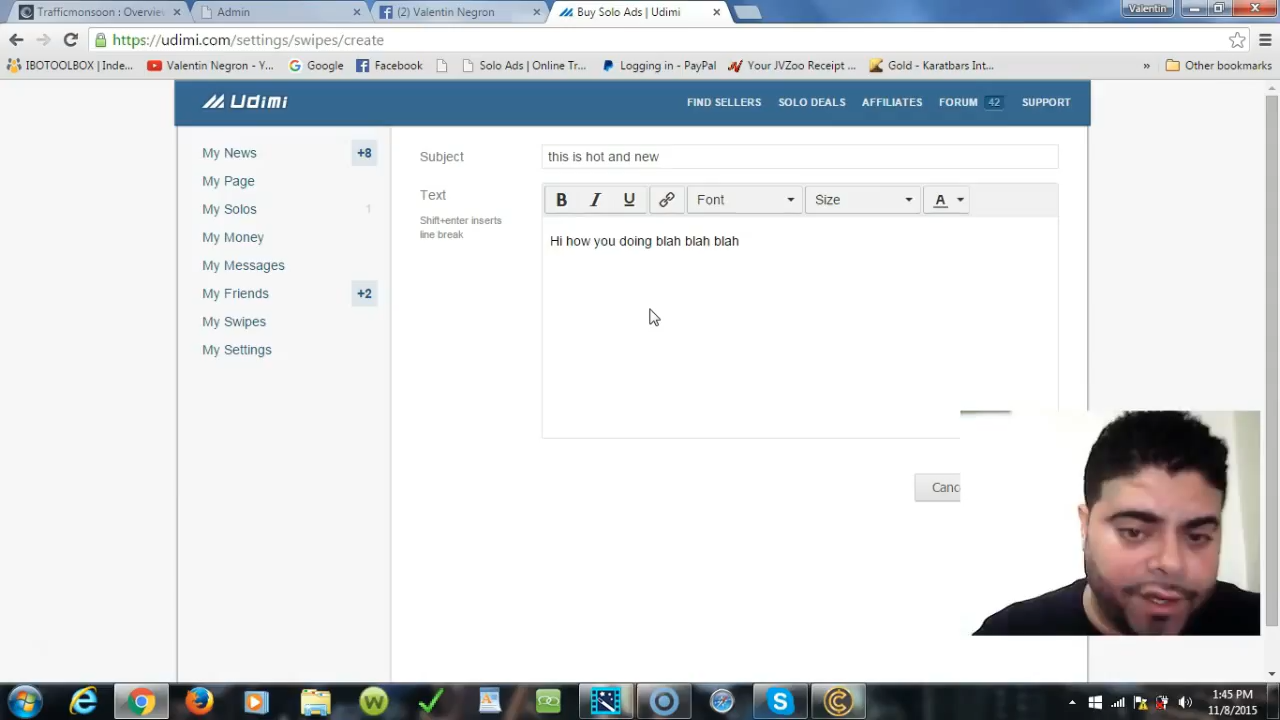 Trafficmonsoon : Overview
Admin
(2) Valentin Negron
Buy Solo Ads | Udimi
Valentin
https://udimi.com/settings/swipes/create
IBOTOOLBOX | Inde...
Valentin Negron - Y...
Google
Facebook
Solo Ads | Online Tr...
Logging in - PayPal
Your JVZoo Receipt ...
Gold - Karatbars Int...
Other bookmarks
Udimi
FIND SELLERS
SOLO DEALS
AFFILIATES
FORUM 42
SUPPORT
My News +8
My Page
My Solos 1
My Money
My Messages
My Friends +2
My Swipes
My Settings
Subject
this is hot and new
Text
Shift+enter inserts
line break
B I U
Font
Size
A
Hi how you doing blah blah blah
Canc
1:45 PM
11/8/2015